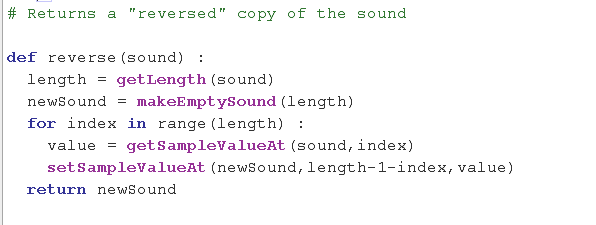 # Returns a "reversed" copy of the sound
def reverse(sound) :
  length = getLength(sound)
  newSound = makeEmptySound(length)
  for index in range(length) :
    value = getSampleValueAt(sound,index)
    setSampleValueAt(newSound,length-1-index,value)
  return newSound